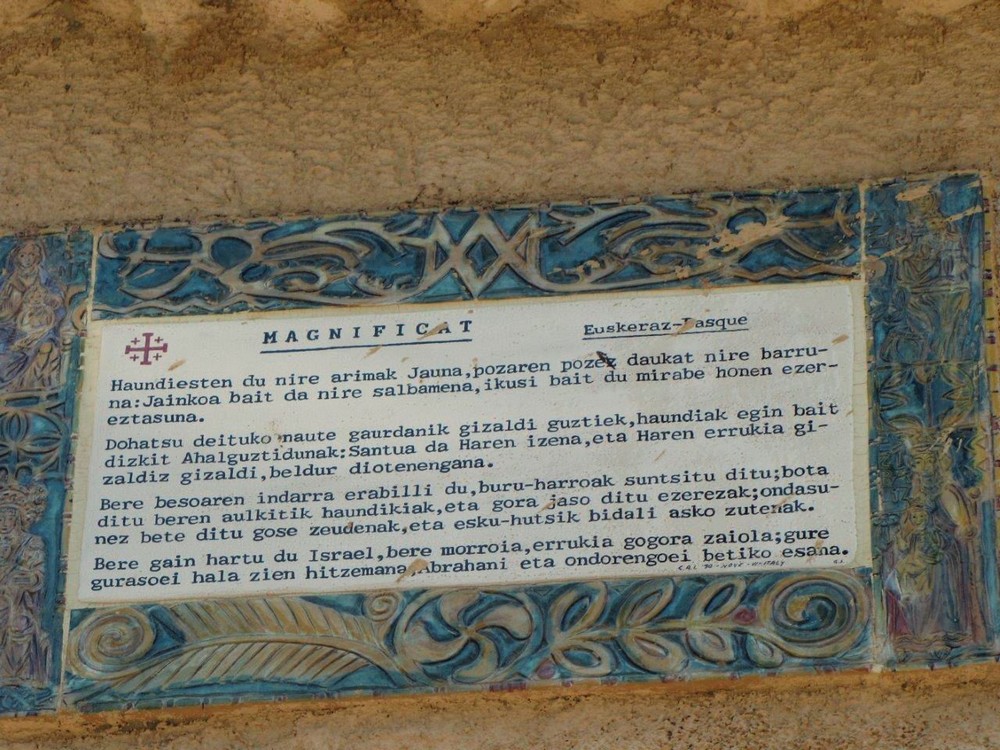 MAGNIFICAT
Euskeraz-Basque
Haundiesten du nire arimak Jauna,pozaren pozez daukat nire barru-
na:Jainkoa bait da nire salbamena,ikusi bait du mirabe honen ezer-
eztasuna.
Dohatsu deituko naute gaurdanik gizaldi guztiek,haundiak egin bait
dizkit Ahalguztidunak:Santua da Haren izena,eta Haren errukia gi-
zaldiz gizaldi,beldur diotenengana.
Bere besoaren indarra erabilli du,buru-harroak suntsitu ditu;bota
ditu beren aulkitik haundikiak,eta gora jaso ditu ezerezak;ondasu-
nez bete ditu gose zeudenak,eta esku-hutsik bidali asko zutenak.
Bere gain hartu du Israel,bere morroia,errukia gogora zaiola;gure
gurasoei hala zien hitzemana,Abrahani eta ondorengoei betiko esana.